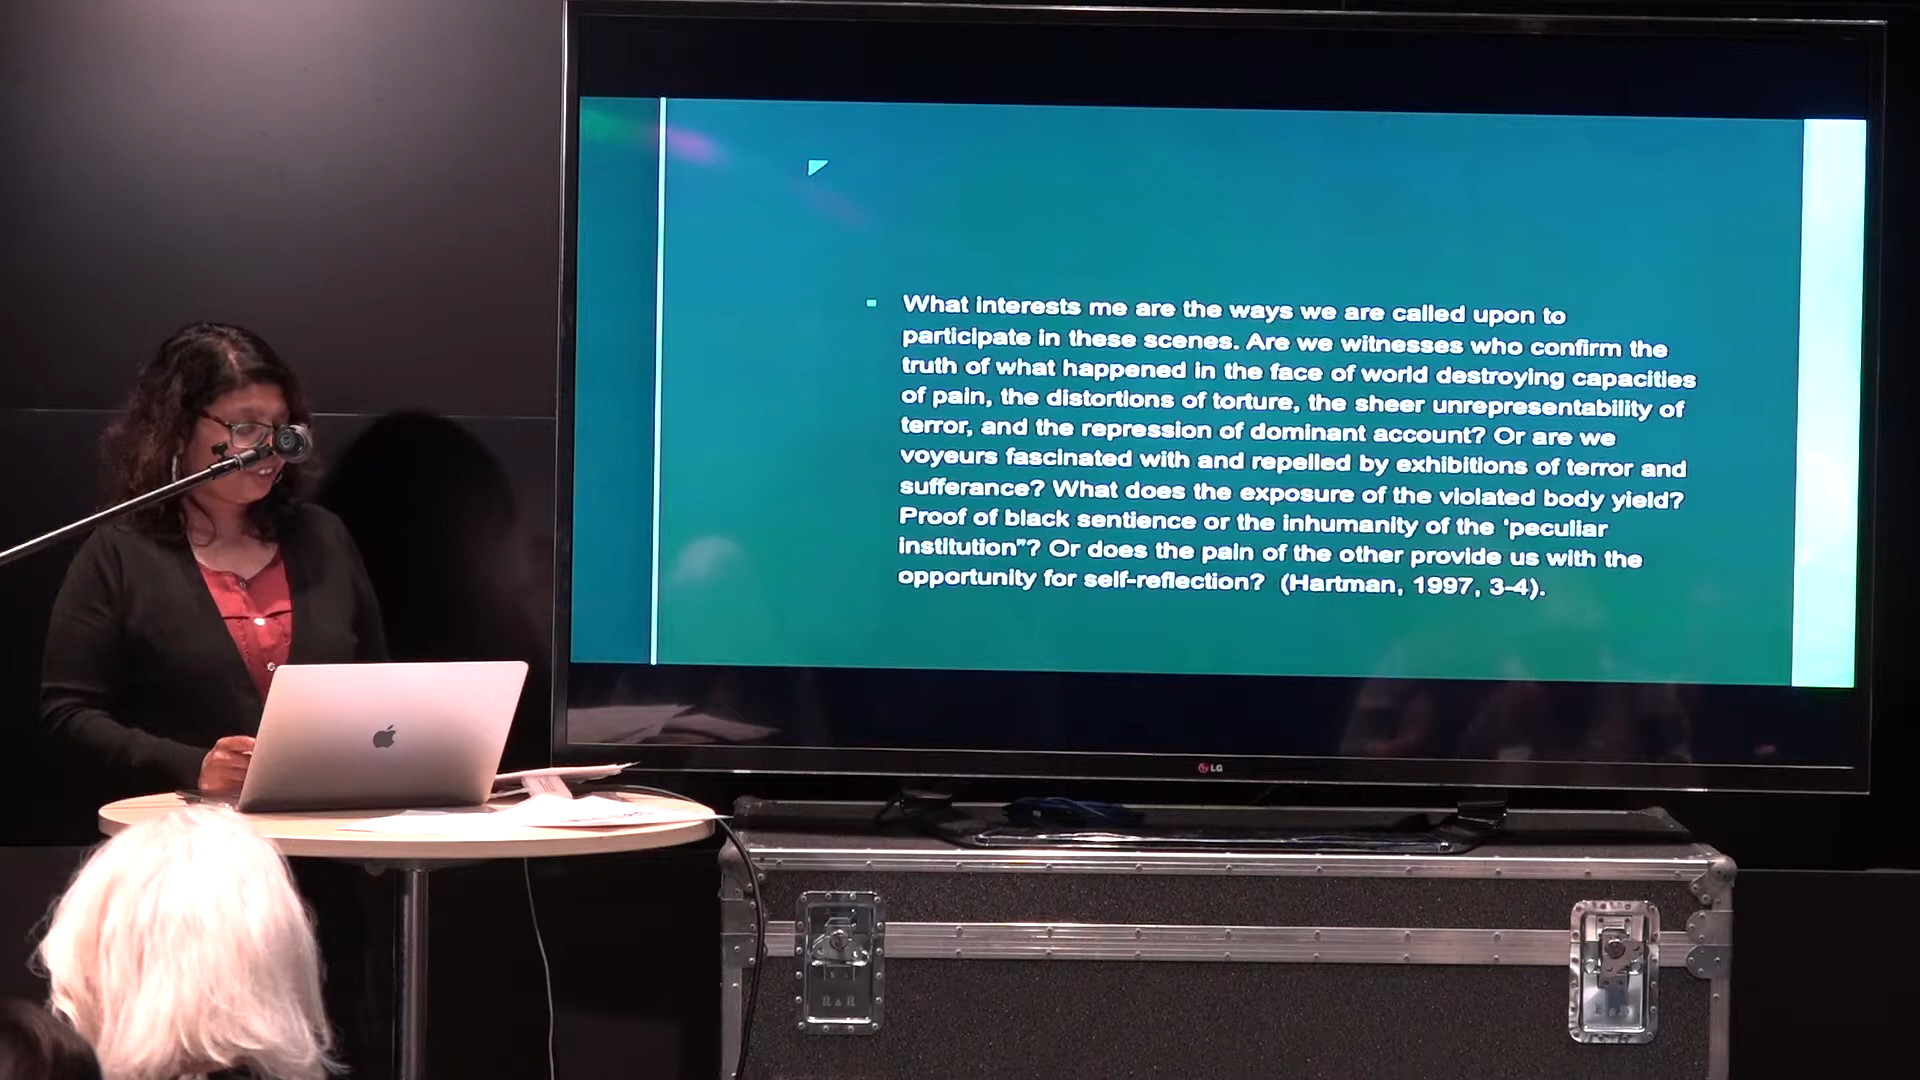 What interests me are the ways we are called upon to
participate in these scenes. Are we witnesses who confirm the
truth of what happened in the face of world destroying capacities
of pain, the distortions of torture, the sheer unrepresentability of
terror, and the repression of dominant account? Or are we
voyeurs fascinated with and repelled by exhibitions of terror and
sufferance? What does the exposure of the violated body yield?
Proof of black sentience or the inhumanity of the ‘peculiar
institution”? Or does the pain of the other provide us with the
opportunity for self-reflection? (Hartman, 1997, 3-4).
LG
R & R